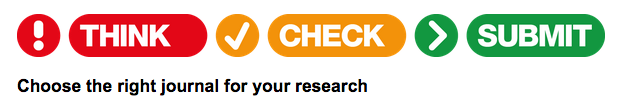 ! THINK CHECK SUBMIT
Choose the right journal for your research